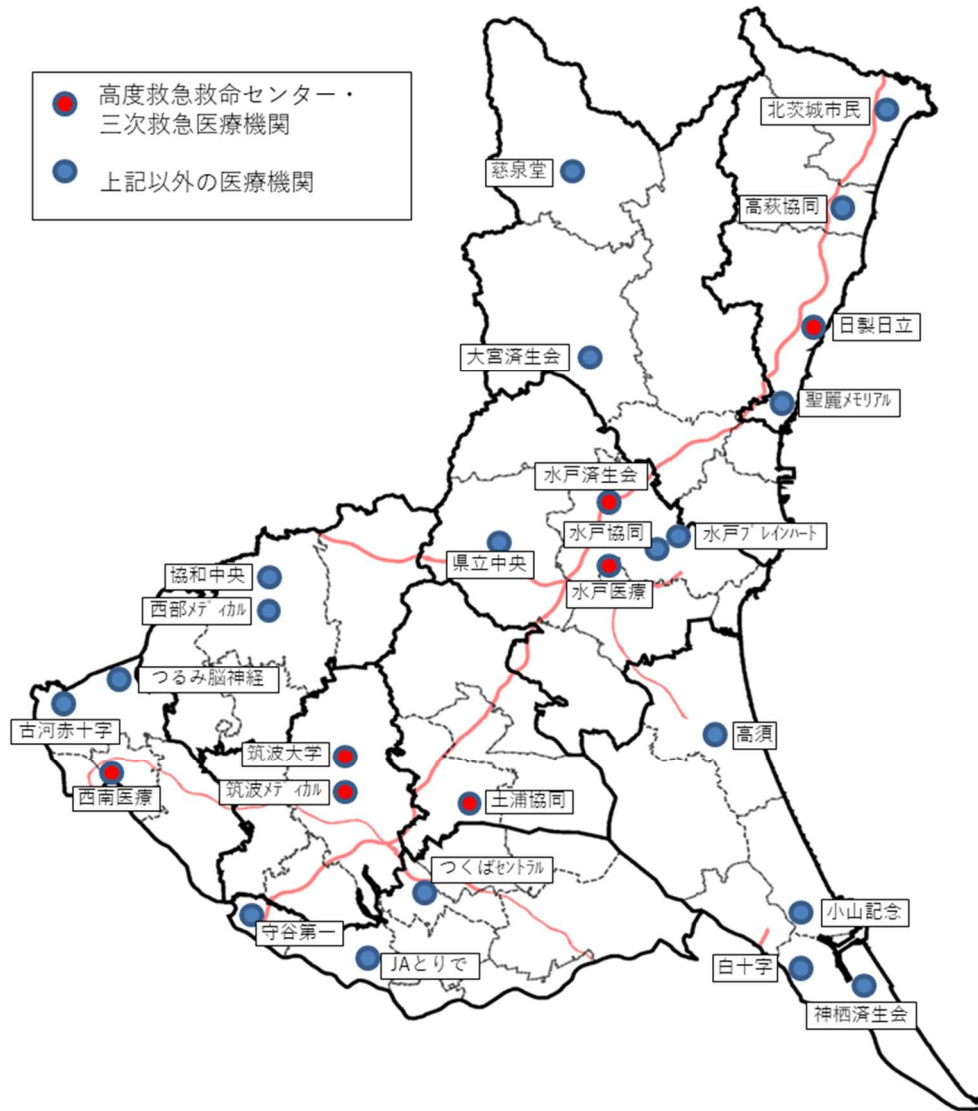 高度救急救命センター・
三次救急医療機関
上記以外の医療機関
北茨城市民
慈泉堂
高萩協同
日製日立
大宮済生会
聖麗ﾒﾓﾘｱﾙ
水戸済生会
水戸協同
水戸ﾌﾞﾚｲﾝﾊｰﾄ
県立中央
水戸医療
協和中央
西部ﾒﾃﾞｨｶﾙ
つるみ脳神経
古河赤十字
高須
筑波大学
西南医療
筑波ﾒﾃﾞｨｶﾙ
土浦協同
つくばｾﾝﾄﾗﾙ
小山記念
守谷第一
JAとりで
白十字
神栖済生会